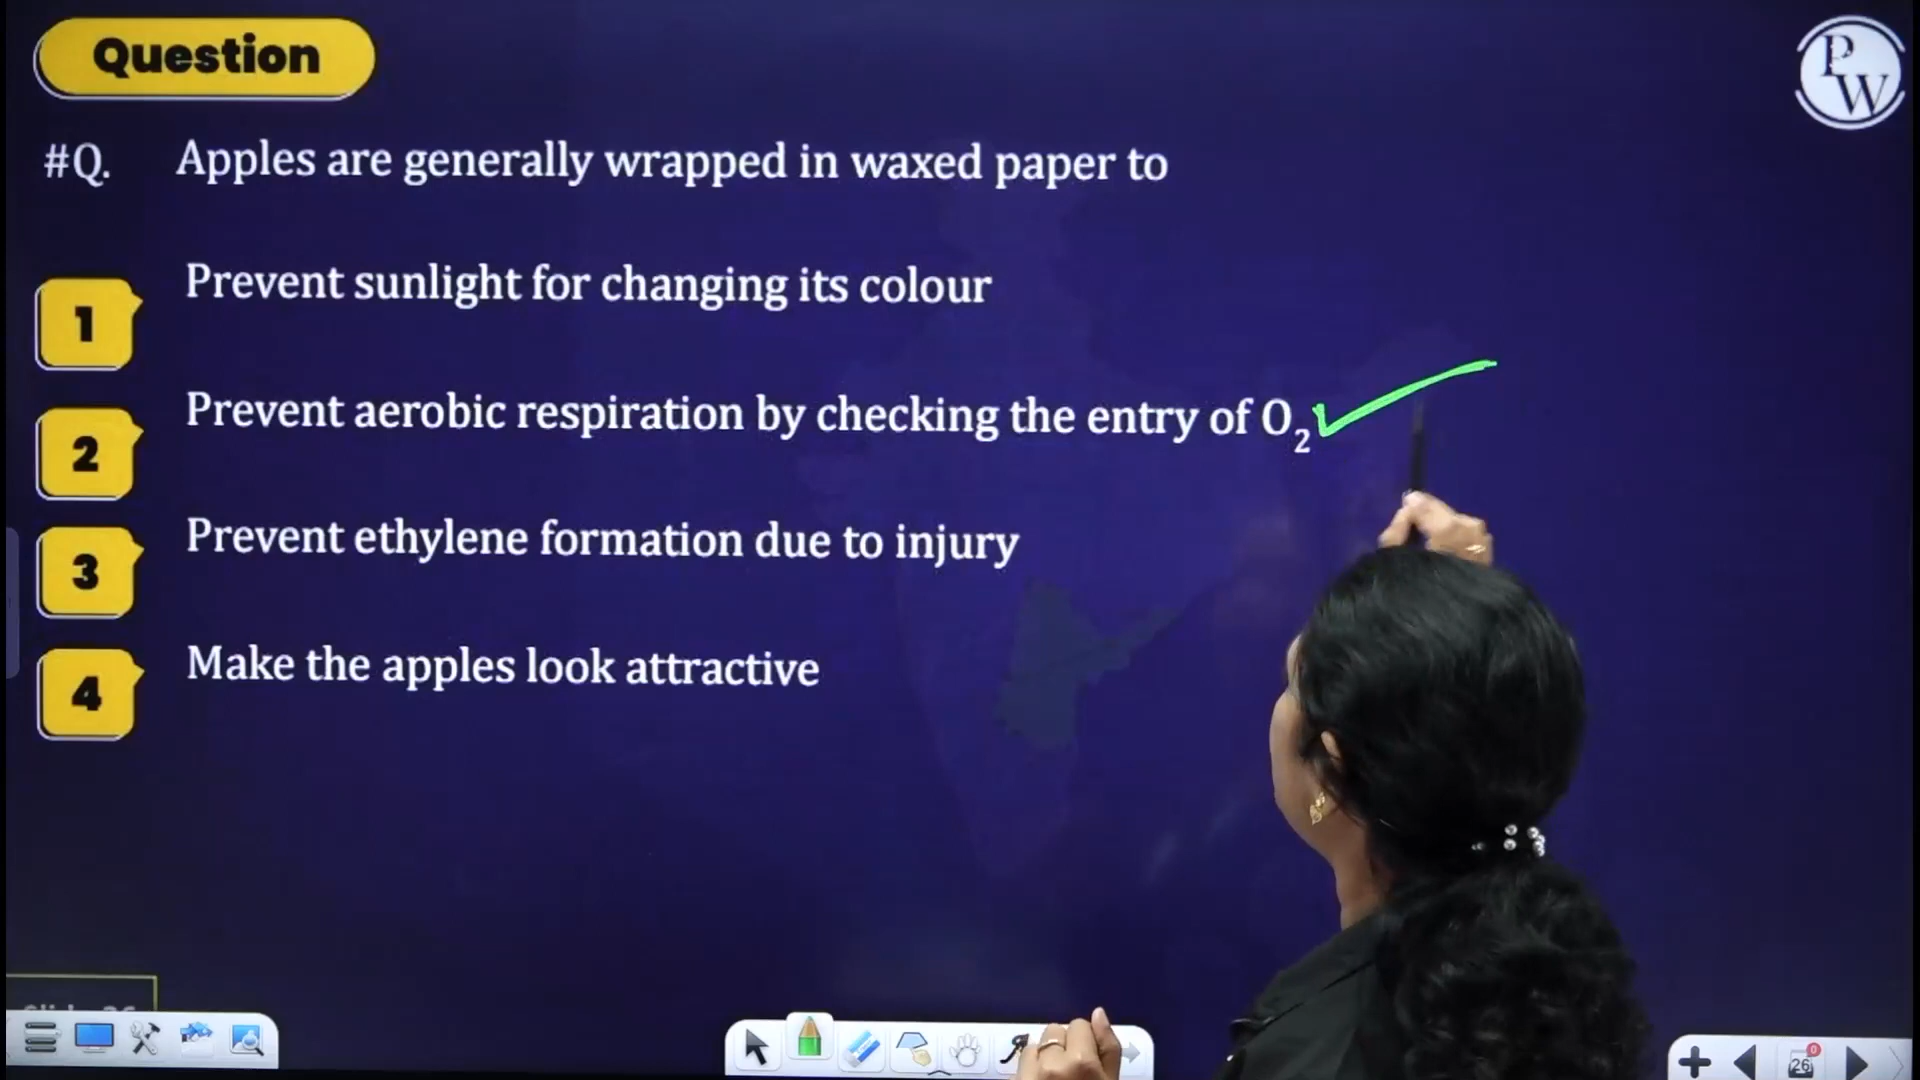 Question
P
W
#Q. Apples are generally wrapped in waxed paper to
1 Prevent sunlight for changing its colour
2 Prevent aerobic respiration by checking the entry of O₂
3 Prevent ethylene formation due to injury
4 Make the apples look attractive
26
0